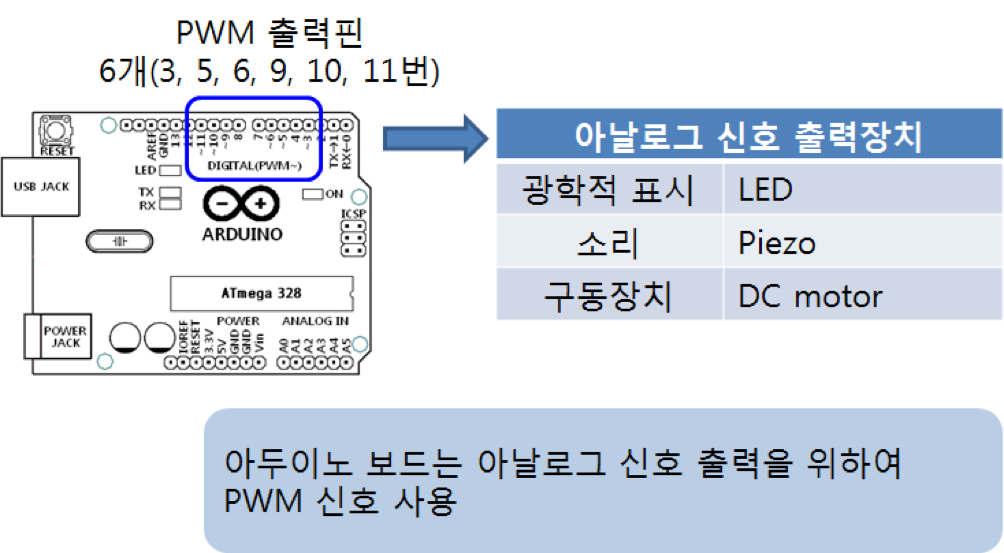 PWM 출력핀
6개(3, 5, 6, 9, 10, 11번)
RESET
AREF
GND
13
12
~11
~10
~9
8
7
~6
~5
4
~3
2
TX→1
RX←0
DIGITAL(PWM~)
USB JACK
LED
TX
RX
ON
ICSP
ARDUINO
ATmega 328
POWER
JACK
POWER
ANALOG IN
IOREF
RESET
3.3V
5V
GND
GND
Vin
A0
A1
A2
A3
A4
A5
아날로그 신호 출력장치
광학적 표시 LED
소리 Piezo
구동장치 DC motor
아두이노 보드는 아날로그 신호 출력을 위하여
PWM 신호 사용